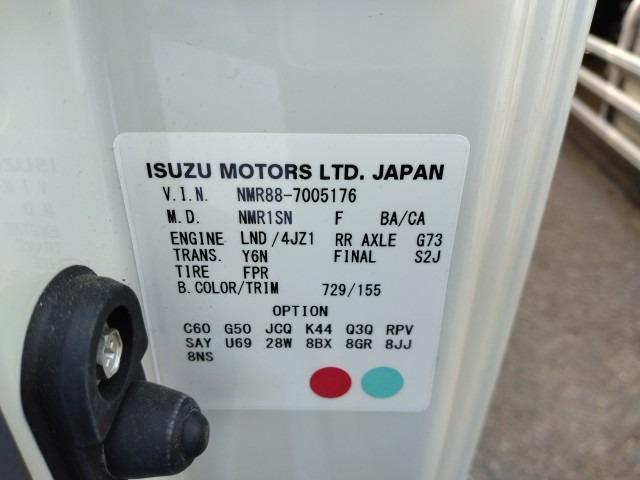 ISUZU MOTORS LTD. JAPAN
V.I.N. NMR88-7005176
M.D. NMR1SN F BA/CA
ENGINE LND/4JZ1 RR AXLE G73
TRANS. Y6N FINAL S2J
TIRE FPR
B.COLOR/TRIM 729/155
OPTION
C60 G50 JCQ K44 Q3Q RPV
SAY U69 28W 8BX 8GR 8JJ
8NS